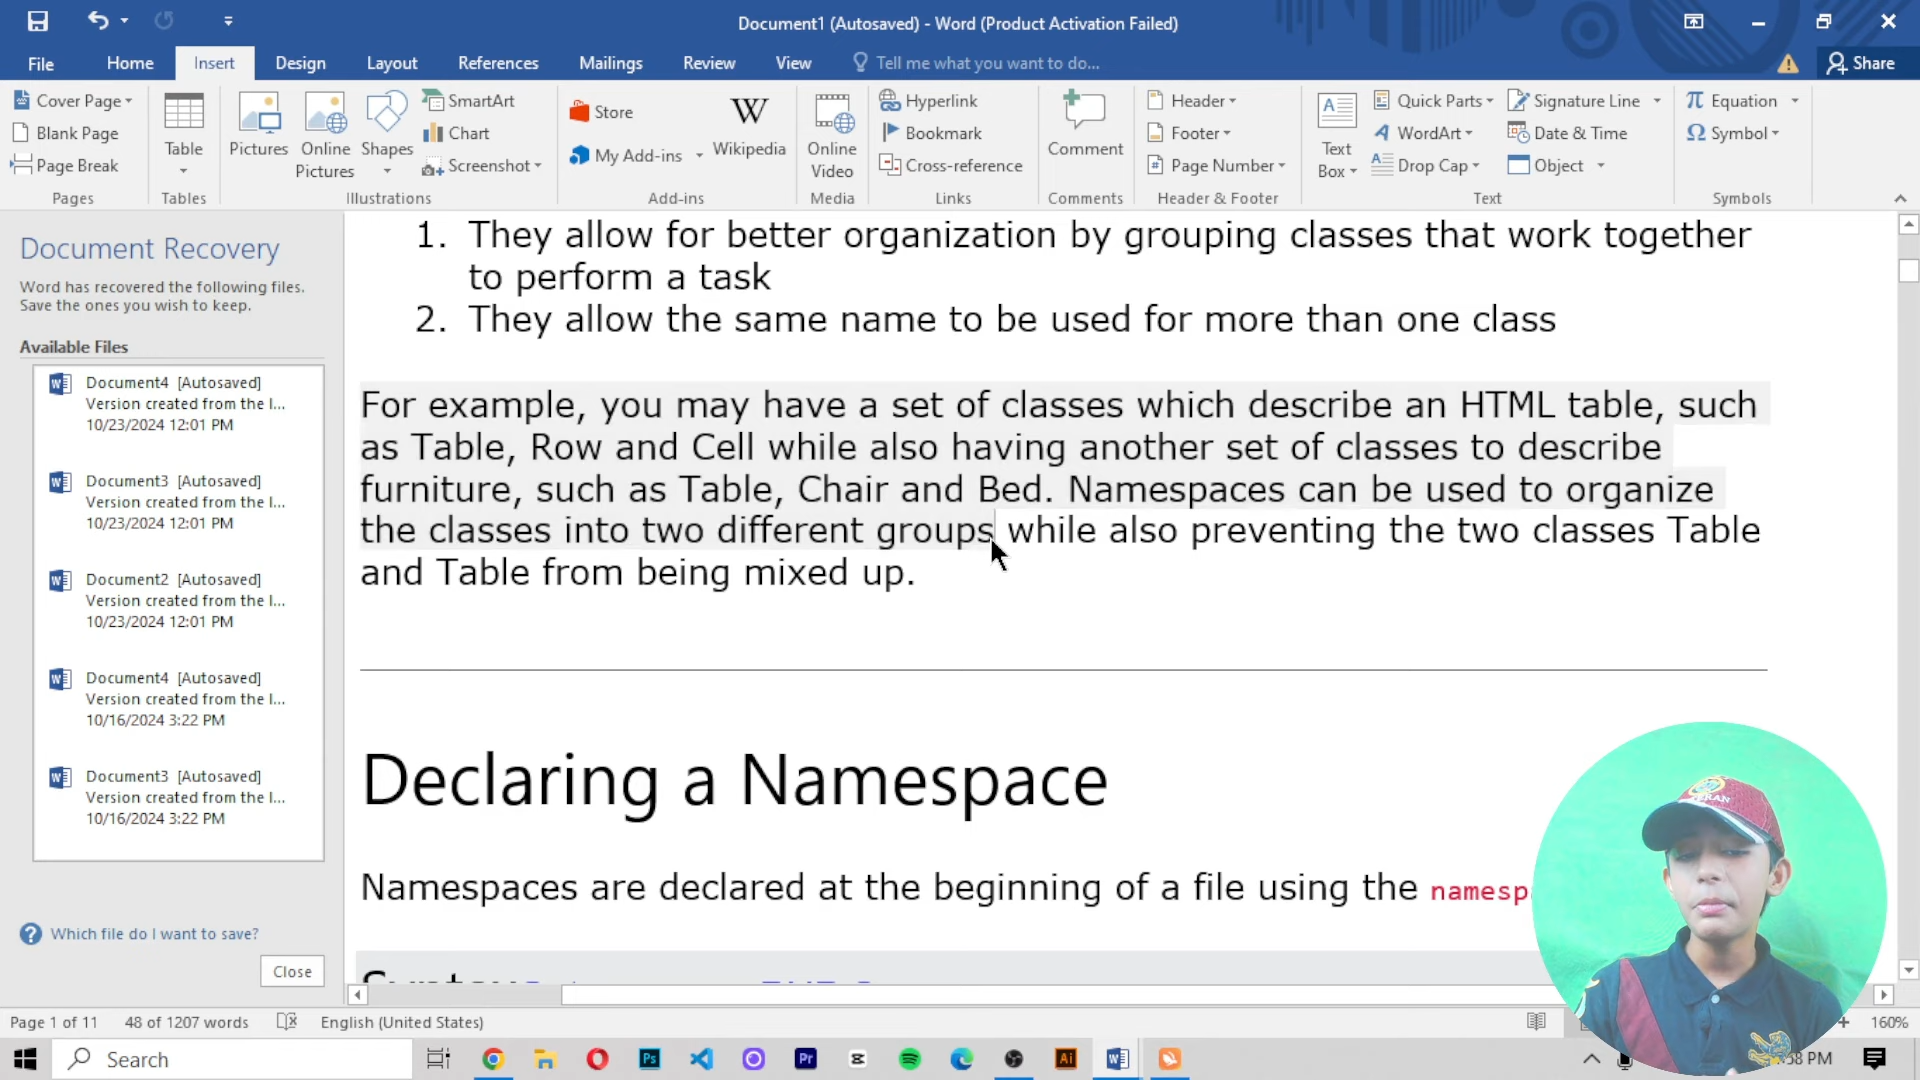 Document1 (Autosaved) - Word (Product Activation Failed)
File Home Insert Design Layout References Mailings Review View Tell me what you want to do... Share
Cover Page
Blank Page
Page Break
Pages
Table
Tables
Pictures
Online Pictures
Shapes
SmartArt
Chart
Screenshot
Illustrations
Store
My Add-ins
W
Wikipedia
Add-ins
Online Video
Media
Hyperlink
Bookmark
Cross-reference
Links
Comment
Comments
Header
Footer
Page Number
Header & Footer
Text Box
Quick Parts
WordArt
Drop Cap
Signature Line
Date & Time
Object
Text
Equation
Symbol
Symbols
Document Recovery
Word has recovered the following files.
Save the ones you wish to keep.
Available Files
Document4 [Autosaved]
Version created from the l...
10/23/2024 12:01 PM
Document3 [Autosaved]
Version created from the l...
10/23/2024 12:01 PM
Document2 [Autosaved]
Version created from the l...
10/23/2024 12:01 PM
Document4 [Autosaved]
Version created from the l...
10/16/2024 3:22 PM
Document3 [Autosaved]
Version created from the l...
10/16/2024 3:22 PM
Which file do I want to save?
Close
1. They allow for better organization by grouping classes that work together
to perform a task
2. They allow the same name to be used for more than one class
For example, you may have a set of classes which describe an HTML table, such
as Table, Row and Cell while also having another set of classes to describe
furniture, such as Table, Chair and Bed. Namespaces can be used to organize
the classes into two different groups while also preventing the two classes Table
and Table from being mixed up.
Declaring a Namespace
Namespaces are declared at the beginning of a file using the
Page 1 of 11 48 of 1207 words English (United States) 160%
Search
Ps
Pr
Ai
PM